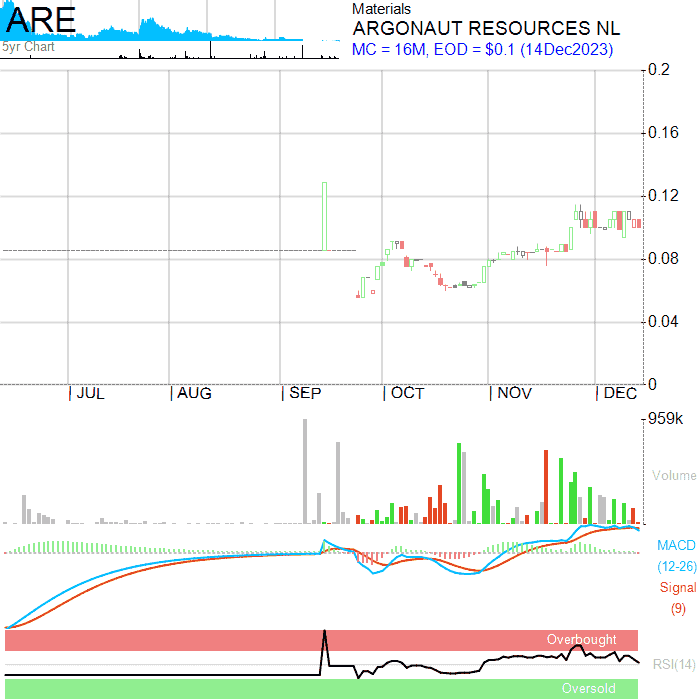 ARE
5yr Chart
Materials
ARGONAUT RESOURCES NL
MC = 16M, EOD = $0.1 (14Dec2023)
0.2
0.16
0.12
0.08
0.04
0
JUL AUG SEP OCT NOV DEC
959k
Volume
MACD
(12-26)
Signal
(9)
Overbought
RSI(14)
Oversold